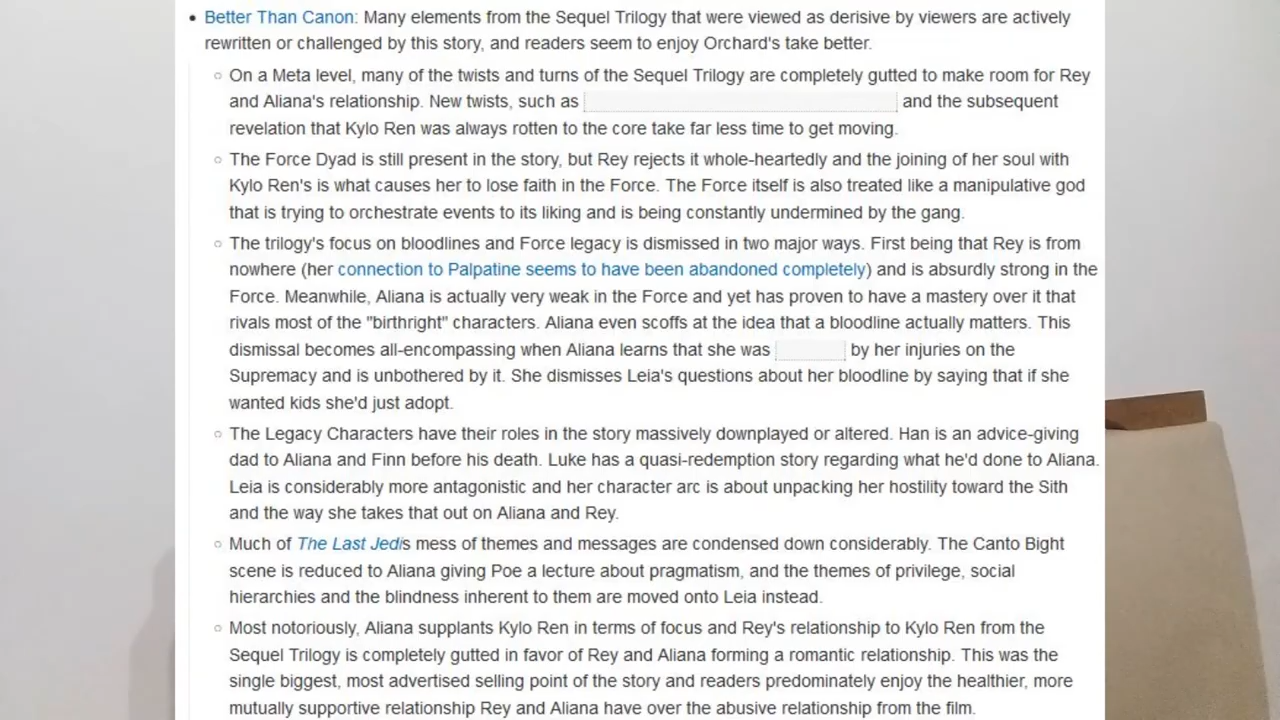 Better Than Canon: Many elements from the Sequel Trilogy that were viewed as derisive by viewers are actively
rewritten or challenged by this story, and readers seem to enjoy Orchard's take better.
On a Meta level, many of the twists and turns of the Sequel Trilogy are completely gutted to make room for Rey
and Aliana's relationship. New twists, such as and the subsequent
revelation that Kylo Ren was always rotten to the core take far less time to get moving.
The Force Dyad is still present in the story, but Rey rejects it whole-heartedly and the joining of her soul with
Kylo Ren's is what causes her to lose faith in the Force. The Force itself is also treated like a manipulative god
that is trying to orchestrate events to its liking and is being constantly undermined by the gang.
The trilogy's focus on bloodlines and Force legacy is dismissed in two major ways. First being that Rey is from
nowhere (her connection to Palpatine seems to have been abandoned completely) and is absurdly strong in the
Force. Meanwhile, Aliana is actually very weak in the Force and yet has proven to have a mastery over it that
rivals most of the "birthright" characters. Aliana even scoffs at the idea that a bloodline actually matters. This
dismissal becomes all-encompassing when Aliana learns that she was by her injuries on the
Supremacy and is unbothered by it. She dismisses Leia's questions about her bloodline by saying that if she
wanted kids she'd just adopt.
The Legacy Characters have their roles in the story massively downplayed or altered. Han is an advice-giving
dad to Aliana and Finn before his death. Luke has a quasi-redemption story regarding what he'd done to Aliana.
Leia is considerably more antagonistic and her character arc is about unpacking her hostility toward the Sith
and the way she takes that out on Aliana and Rey.
Much of The Last Jedis mess of themes and messages are condensed down considerably. The Canto Bight
scene is reduced to Aliana giving Poe a lecture about pragmatism, and the themes of privilege, social
hierarchies and the blindness inherent to them are moved onto Leia instead.
Most notoriously, Aliana supplants Kylo Ren in terms of focus and Rey's relationship to Kylo Ren from the
Sequel Trilogy is completely gutted in favor of Rey and Aliana forming a romantic relationship. This was the
single biggest, most advertised selling point of the story and readers predominately enjoy the healthier, more
mutually supportive relationship Rey and Aliana have over the abusive relationship from the film.